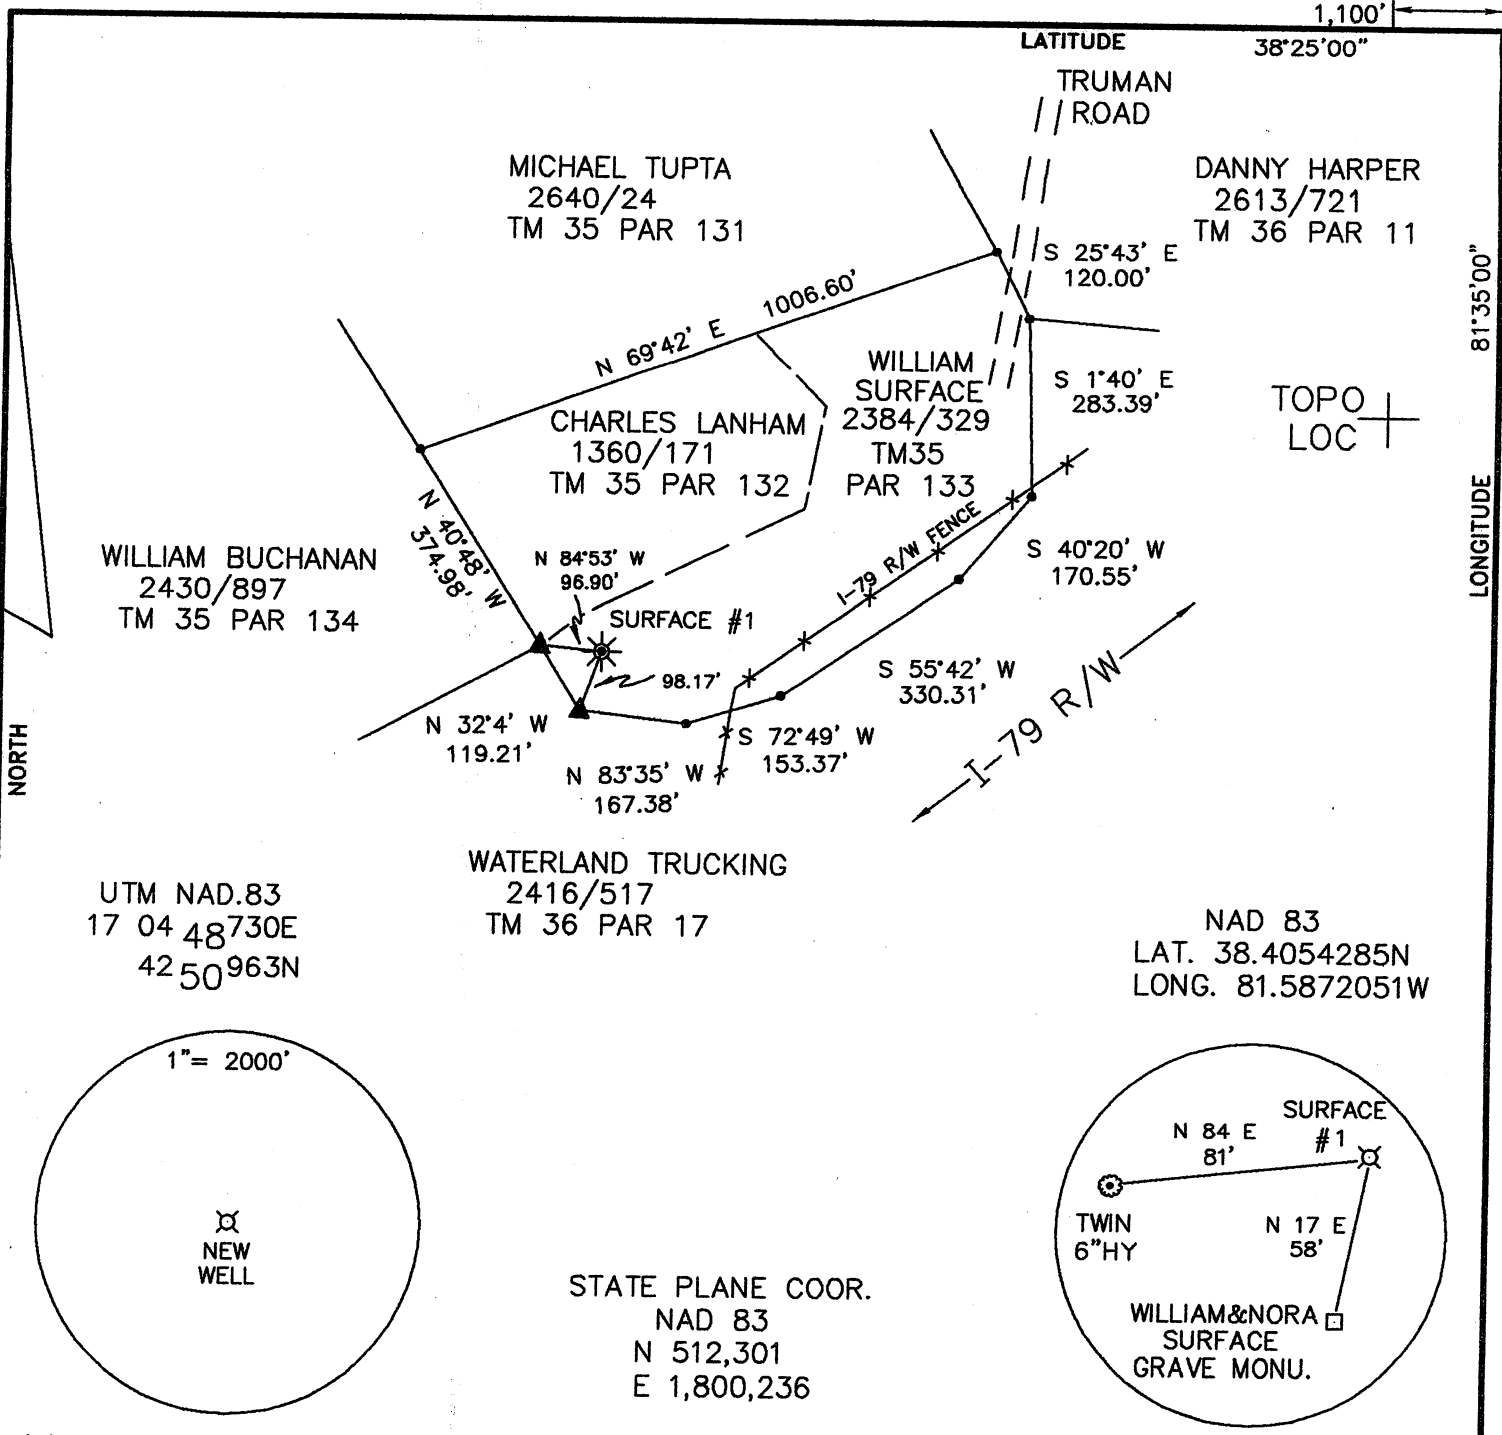 1,100'
LATITUDE
38°25'00"
TRUMAN
ROAD
MICHAEL TUPTA
2640/24
TM 35 PAR 131
DANNY HARPER
2613/721
TM 36 PAR 11
S 25°43' E
120.00'
N 69°42' E 1006.60'
81°35'00"
WILLIAM
SURFACE
2384/329
TM35
PAR 133
S 1°40' E
283.39'
TOPO
LOC
CHARLES LANHAM
1360/171
TM 35 PAR 132
N 40°48' W
374.98'
LONGITUDE
I-79 R/W FENCE
WILLIAM BUCHANAN
2430/897
TM 35 PAR 134
N 84°53' W
96.90'
S 40°20' W
170.55'
SURFACE #1
98.17'
S 55°42' W
330.31'
I-79 R/W
N 32°4' W
119.21'
S 72°49' W
153.37'
N 83°35' W
167.38'
NORTH
WATERLAND TRUCKING
2416/517
TM 36 PAR 17
UTM NAD.83
17 04 48730E
42 50963N
NAD 83
LAT. 38.4054285N
LONG. 81.5872051W
1"= 2000'
NEW
WELL
SURFACE
#1
N 84 E
81'
TWIN
6"HY
N 17 E
58'
WILLIAM&NORA
SURFACE
GRAVE MONU.
STATE PLANE COOR.
NAD 83
N 512,301
E 1,800,236